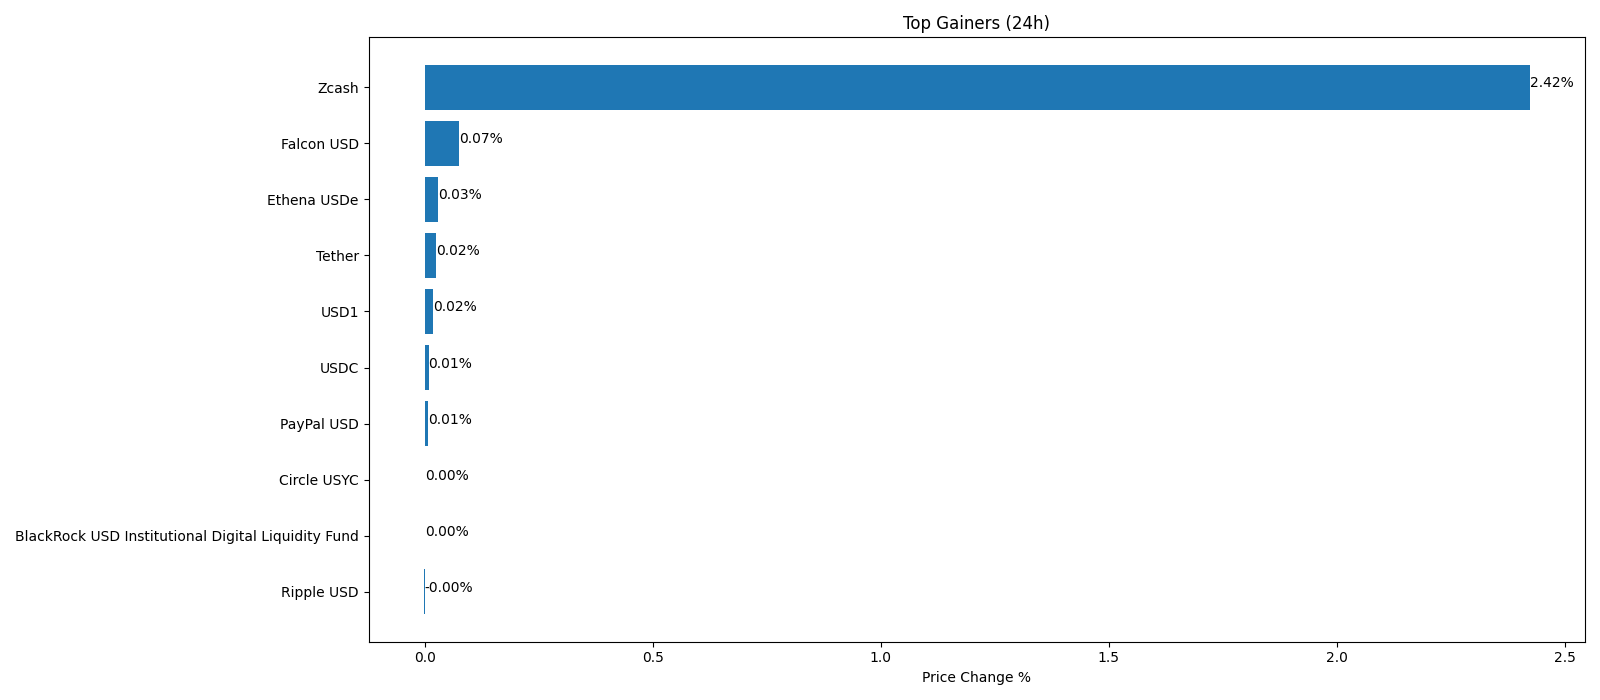 Top Gainers (24h)
Zcash 2.42%
Falcon USD 0.07%
Ethena USDe 0.03%
Tether 0.02%
USD1 0.02%
USDC 0.01%
PayPal USD 0.01%
Circle USYC 0.00%
BlackRock USD Institutional Digital Liquidity Fund 0.00%
Ripple USD -0.00%
0.0 0.5 1.0 1.5 2.0 2.5
Price Change %